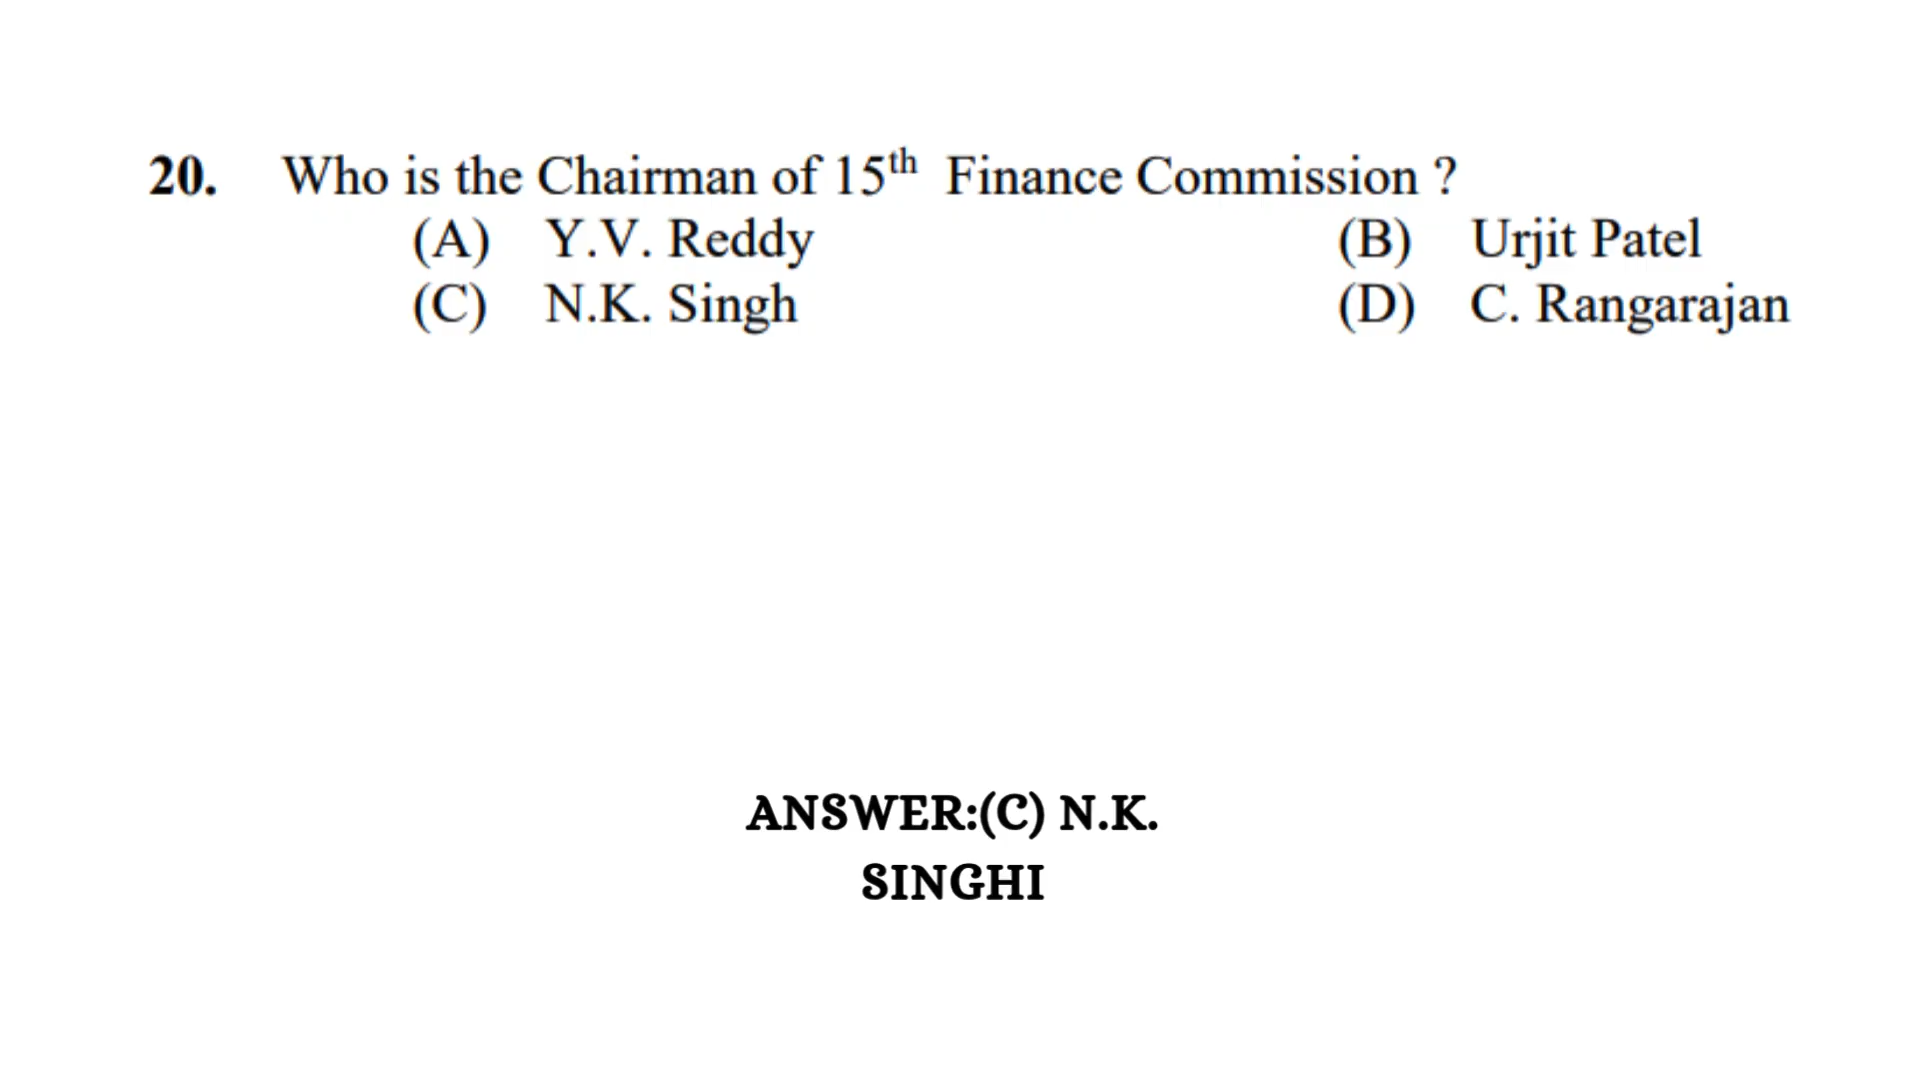 20. Who is the Chairman of 15th Finance Commission ?
(A) Y.V. Reddy (B) Urjit Patel
(C) N.K. Singh (D) C. Rangarajan
ANSWER:(C) N.K.
SINGHI